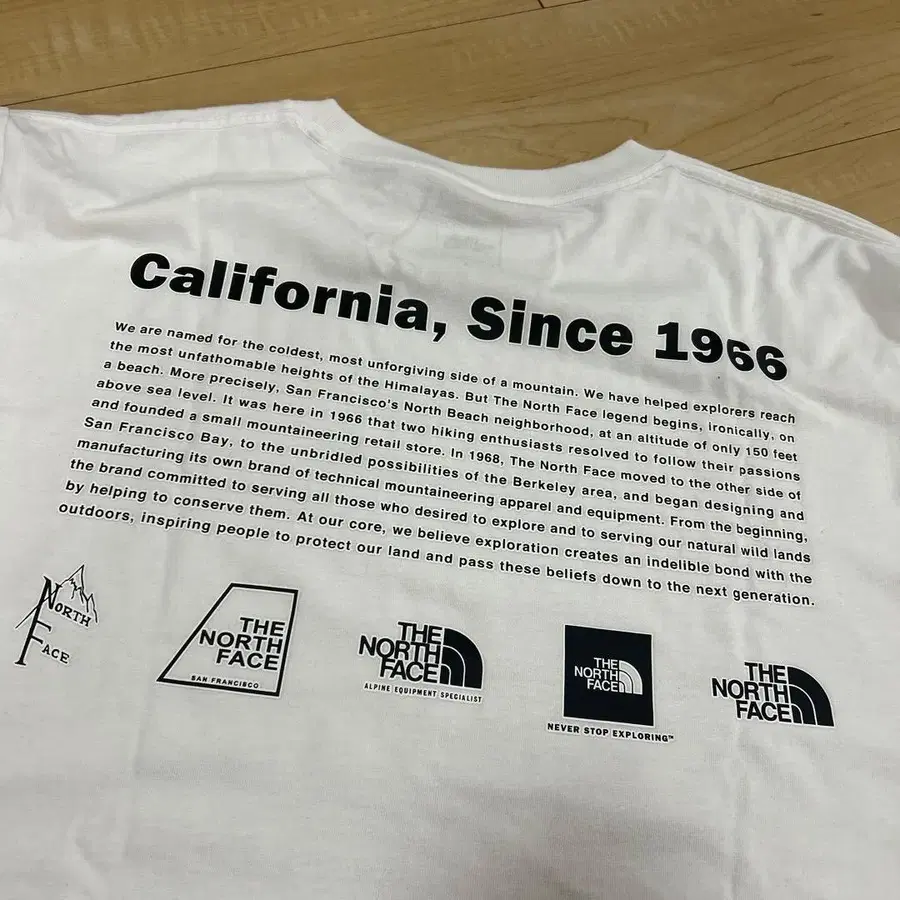 California, Since 1966
We are named for the coldest, most unforgiving side of a mountain. We have helped explorers reach
the most unfathomable heights of the Himalayas. But The North Face legend begins, ironically, on
a beach. More precisely, San Francisco's North Beach neighborhood, at an altitude of only 150 feet
above sea level. It was here in 1966 that two hiking enthusiasts resolved to follow their passions
and founded a small mountaineering retail store. In 1968, The North Face moved to the other side of
San Francisco Bay, to the unbridled possibilities of the Berkeley area, and began designing and
manufacturing its own brand of technical mountaineering apparel and equipment. From the beginning,
the brand committed to serving all those who desired to explore and to serving our natural wild lands
by helping to conserve them. At our core, we believe exploration creates an indelible bond with the
outdoors, inspiring people to protect our land and pass these beliefs down to the next generation.
NORTH
FACE
THE
NORTH
FACE
SAN FRANCISCO
THE
NORTH
FACE
ALPINE EQUIPMENT SPECIALIST
THE
NORTH
FACE
NEVER STOP EXPLORING™
THE
NORTH
FACE